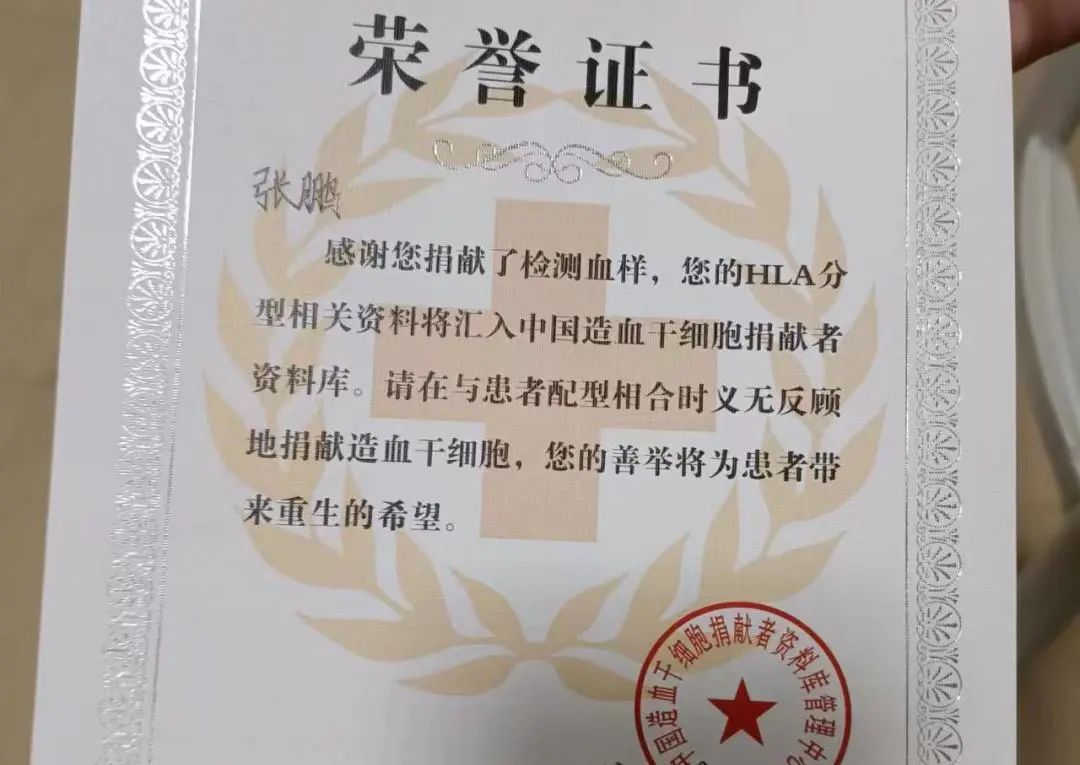 荣誉证书
张鹏
感谢您捐献了检测血样，您的HLA分
型相关资料将汇入中国造血干细胞捐献者
资料库。请在与患者配型相合时义无反顾
地捐献造血干细胞，您的善举将为患者带
来重生的希望。
中国造血干细胞捐献者资料库管理中心